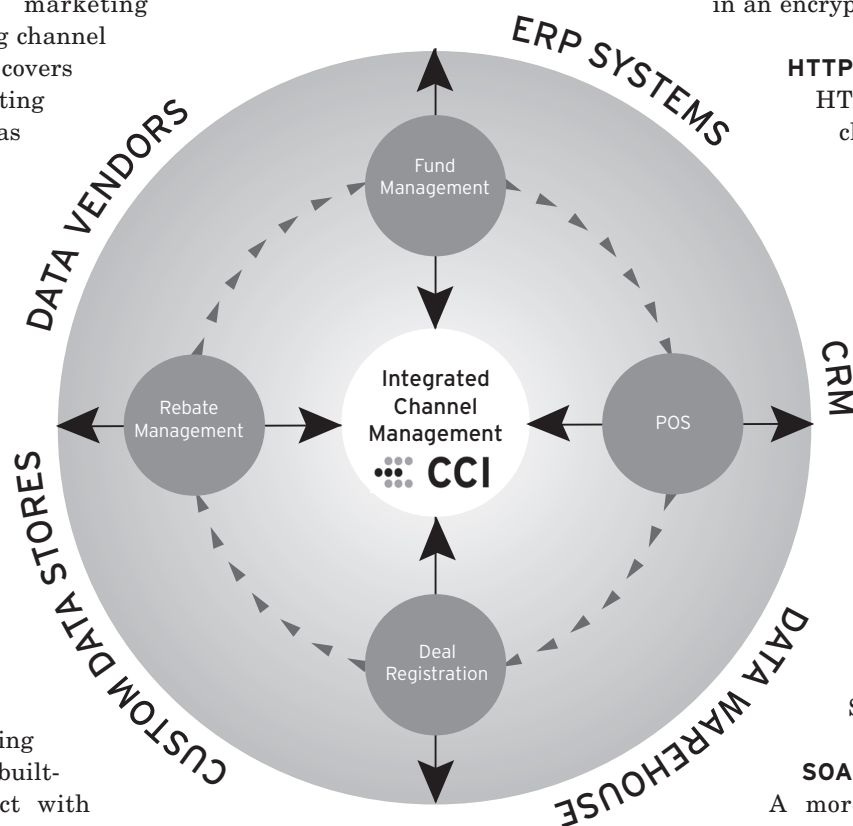 marketing
g channel
covers
ting
as
in an encryp
HTTP
HT
cl
ERP SYSTEMS
DATA VENDORS
Fund
Management
CRM
Integrated
Channel
Management
CCI
Rebate
Management
POS
CUSTOM DATA STORES
Deal
Registration
DATA WAREHOUSE
ing
built-
ct with
S
SOA
A mor